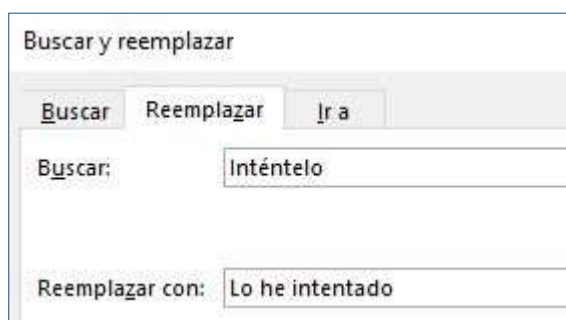 Buscar y reemplazar
Buscar Reemplazar Ir a
Buscar: Inténtelo
Reemplazar con: Lo he intentado